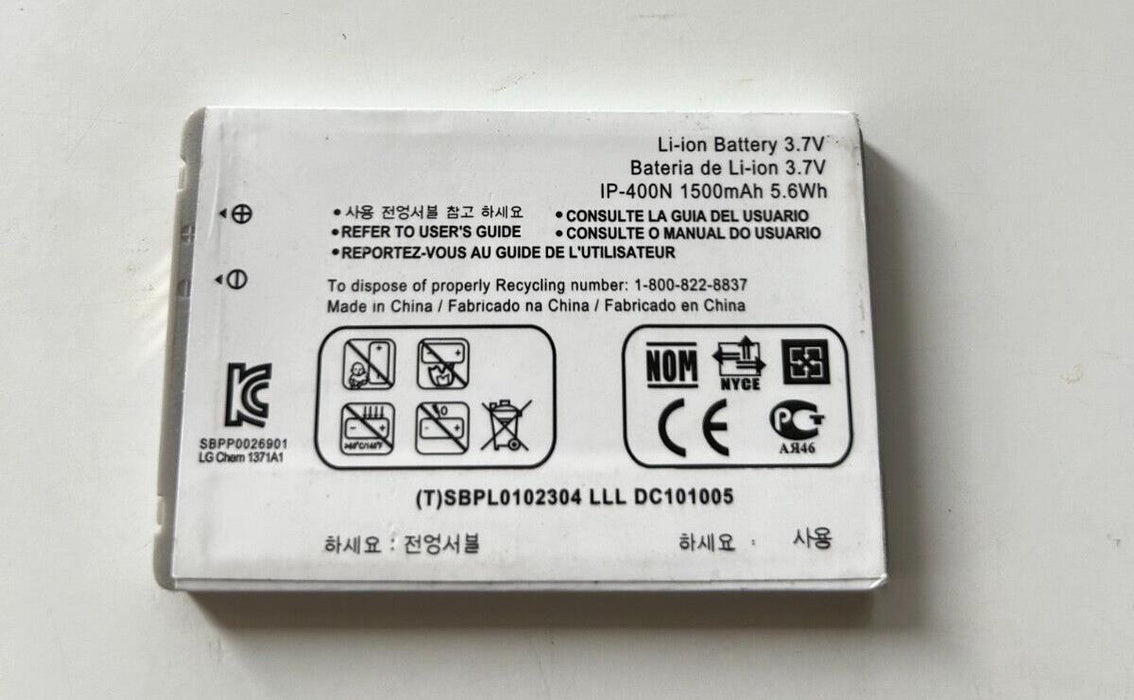 Li-ion Battery 3.7V
Bateria de Li-ion 3.7V
IP-400N 1500mAh 5.6Wh
•사용 전엉서블 참고 하세요
•REFER TO USER'S GUIDE
•REPORTEZ-VOUS AU GUIDE DE L'UTILISATEUR
•CONSULTE LA GUIA DEL USUARIO
•CONSULTE O MANUAL DO USUARIO
To dispose of properly Recycling number: 1-800-822-8837
Made in China / Fabricado na China / Fabricado en China
SBPP0026901
LG Chem 1371A1
NOM
NYCE
CE
PCT
АЯ46
(T)SBPL0102304 LLL DC101005
하세요 : 전엉서블
하세요 : 사용